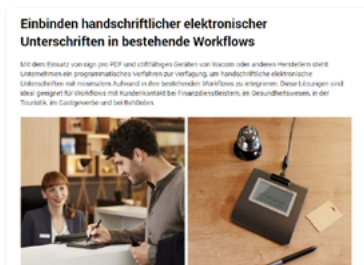 Einbinden handschriftlicher elektronischer
Unterschriften in bestehende Workflows
Mit dem Einsatz von sign pro PDF und stiftfähigen Geräten von Wacom oder anderen Herstellern steht
Unternehmen ein programmatisches Verfahren zur Verfügung, um handschriftliche elektronische
Unterschriften mit minimalem Aufwand in ihre bestehenden Workflows zu integrieren. Diese Lösungen sind
ideal geeignet für Workflows mit Kundenkontakt bei Finanzdienstleistern, im Gesundheitswesen, in der
Touristik, im Gastgewerbe und bei Behörden.